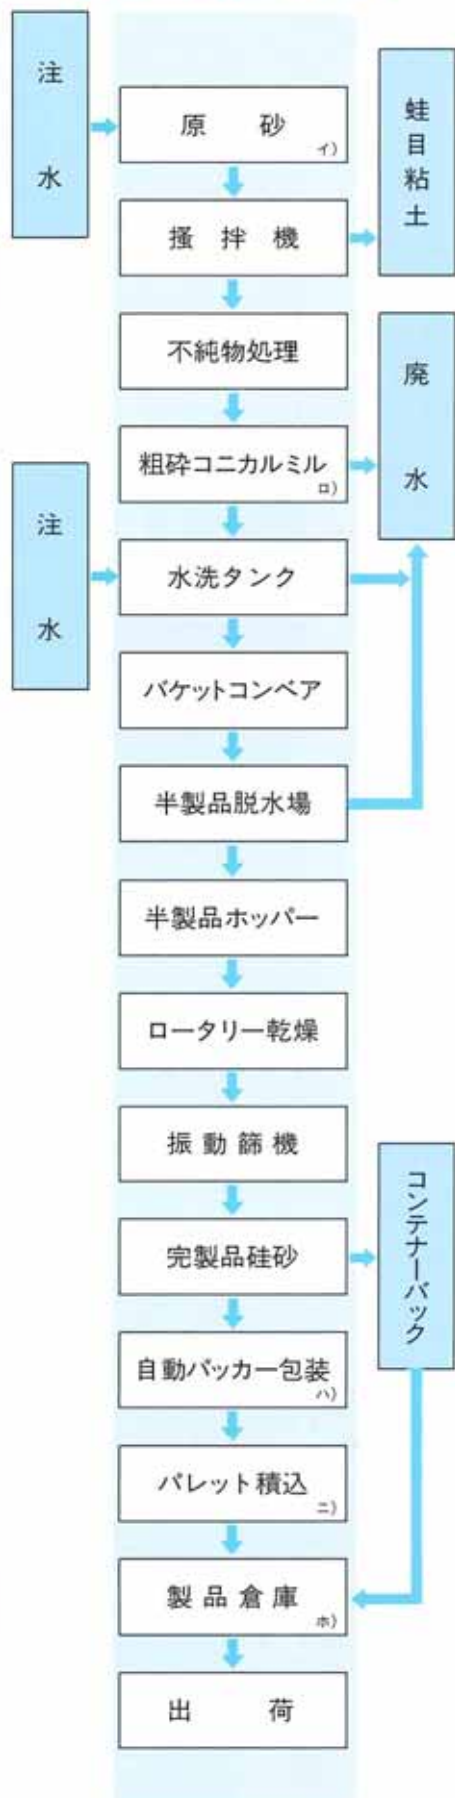 注水
原砂
イ)
蛙目粘土
掻拌機
不純物処理
廃水
粗砕コニカルミル
ロ)
注水
水洗タンク
バケットコンベア
半製品脱水場
半製品ホッパー
ロータリー乾燥
振動篩機
完製品硅砂
コンテナーバック
自動パッカー包装
ハ)
パレット積込
ニ)
製品倉庫
ホ)
出荷